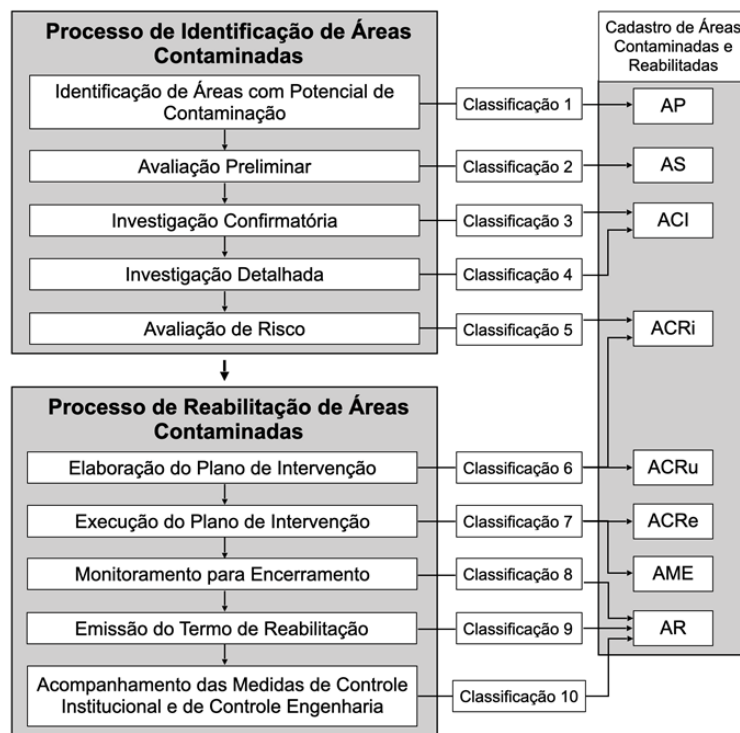 Processo de Identificação de Áreas
Contaminadas
Identificação de Áreas com Potencial de
Contaminação
Avaliação Preliminar
Investigação Confirmatória
Investigação Detalhada
Avaliação de Risco
Classificação 1
Classificação 2
Classificação 3
Classificação 4
Classificação 5
Cadastro de Áreas
Contaminadas e
Reabilitadas
AP
AS
ACI
ACRi
Processo de Reabilitação de Áreas
Contaminadas
Elaboração do Plano de Intervenção
Execução do Plano de Intervenção
Monitoramento para Encerramento
Emissão do Termo de Reabilitação
Acompanhamento das Medidas de Controle
Institucional e de Controle Engenharia
Classificação 6
Classificação 7
Classificação 8
Classificação 9
Classificação 10
ACRu
ACRe
AME
AR